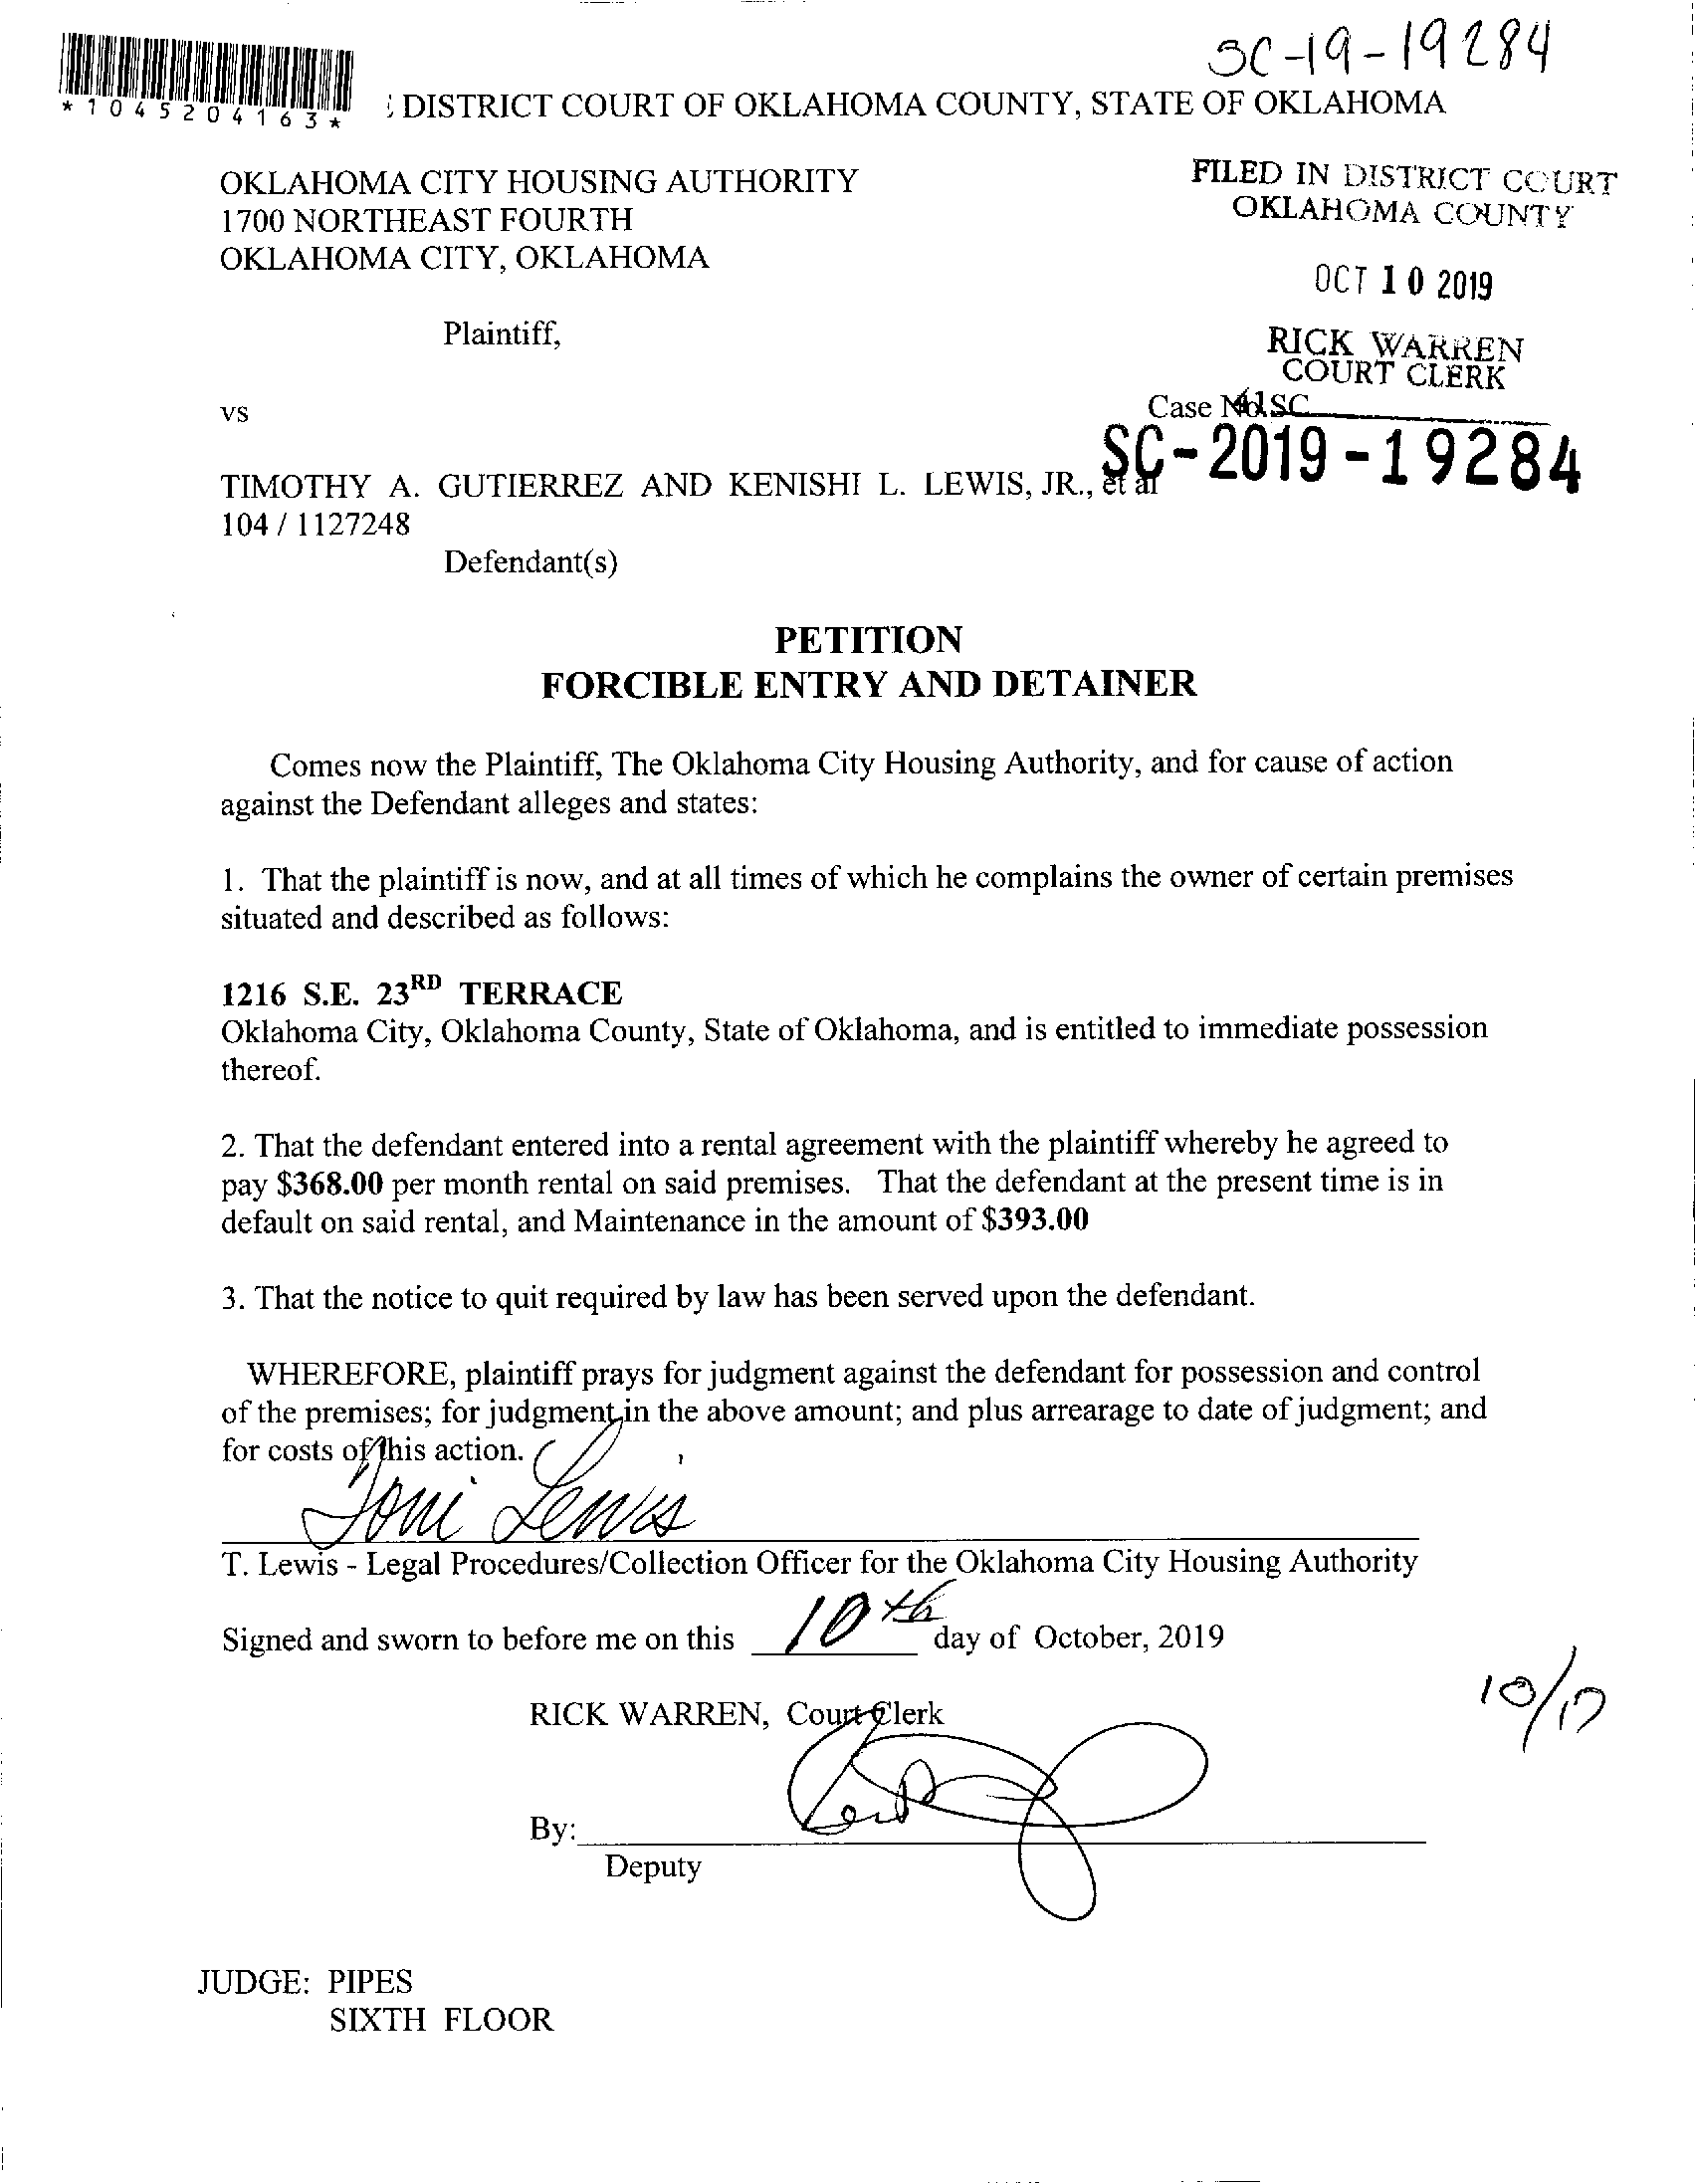 SC-19-19284
*1045204163*
DISTRICT COURT OF OKLAHOMA COUNTY, STATE OF OKLAHOMA
OKLAHOMA CITY HOUSING AUTHORITY
1700 NORTHEAST FOURTH
OKLAHOMA CITY, OKLAHOMA
FILED IN DISTRICT COURT
OKLAHOMA COUNTY
OCT 10 2019
Plaintiff,
RICK WARREN
COURT CLERK
vs
Case No. SC
SC-2019-19284
TIMOTHY A. GUTIERREZ AND KENISHI L. LEWIS, JR., et al
104 / 1127248
Defendant(s)
PETITION
FORCIBLE ENTRY AND DETAINER
Comes now the Plaintiff, The Oklahoma City Housing Authority, and for cause of action
against the Defendant alleges and states:
1. That the plaintiff is now, and at all times of which he complains the owner of certain premises
situated and described as follows:
1216 S.E. 23RD TERRACE
Oklahoma City, Oklahoma County, State of Oklahoma, and is entitled to immediate possession
thereof.
2. That the defendant entered into a rental agreement with the plaintiff whereby he agreed to
pay $368.00 per month rental on said premises. That the defendant at the present time is in
default on said rental, and Maintenance in the amount of $393.00
3. That the notice to quit required by law has been served upon the defendant.
WHEREFORE, plaintiff prays for judgment against the defendant for possession and control
of the premises; for judgment in the above amount; and plus arrearage to date of judgment; and
for costs of this action.
Toni Lewis
T. Lewis - Legal Procedures/Collection Officer for the Oklahoma City Housing Authority
Signed and sworn to before me on this 10th day of October, 2019
10/17
RICK WARREN, Court Clerk
By:
Deputy
JUDGE: PIPES
SIXTH FLOOR